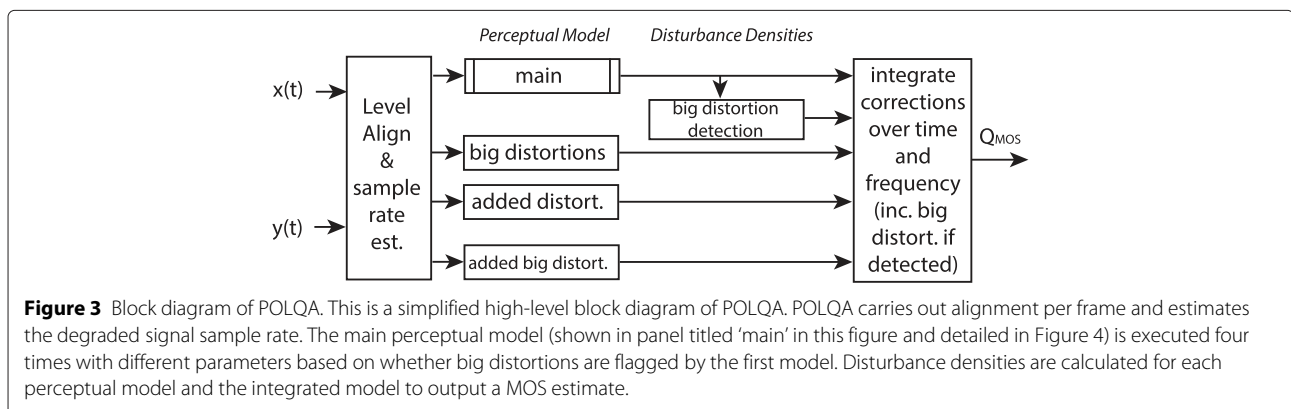 Perceptual Model
Disturbance Densities
x(t)
y(t)
Level
Align
&
sample
rate
est.
main
big distortion
detection
big distortions
added distort.
added big distort.
integrate
corrections
over time
and
frequency
(inc. big
distort. if
detected)
QMOS
Figure 3 Block diagram of POLQA. This is a simplified high-level block diagram of POLQA. POLQA carries out alignment per frame and estimates
the degraded signal sample rate. The main perceptual model (shown in panel titled ‘main’ in this figure and detailed in Figure 4) is executed four
times with different parameters based on whether big distortions are flagged by the first model. Disturbance densities are calculated for each
perceptual model and the integrated model to output a MOS estimate.